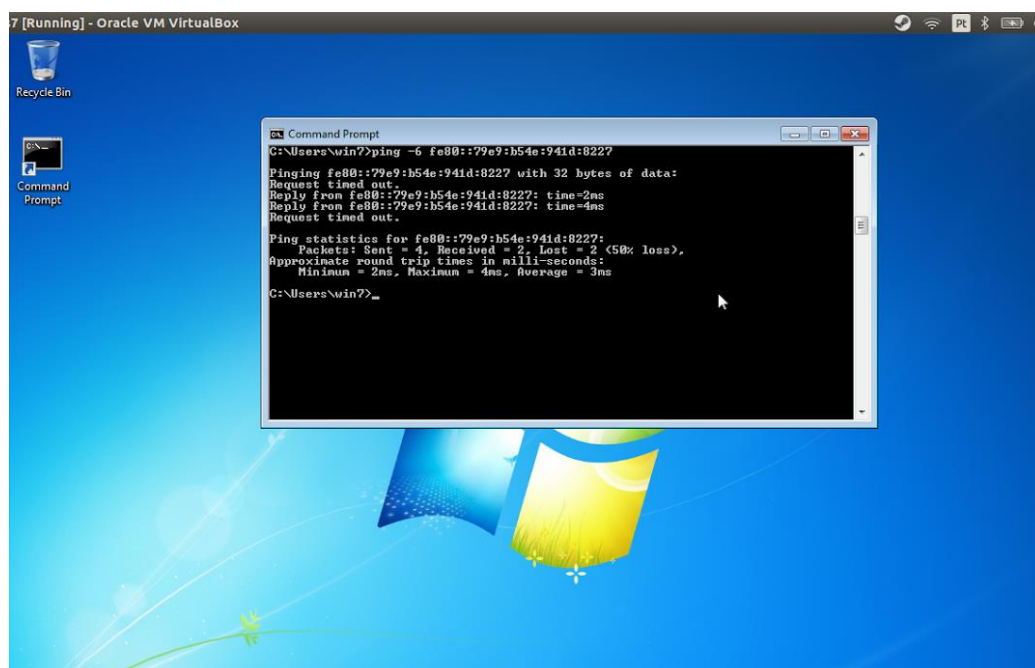 7 [Running] - Oracle VM VirtualBox
Pt
Recycle Bin
C:\_
Command
Prompt
C:\.
Command Prompt
C:\Users\win7>ping -6 fe80::79e9:b54e:941d:8227
Pinging fe80::79e9:b54e:941d:8227 with 32 bytes of data:
Request timed out.
Reply from fe80::79e9:b54e:941d:8227: time=2ms
Reply from fe80::79e9:b54e:941d:8227: time=4ms
Request timed out.
Ping statistics for fe80::79e9:b54e:941d:8227:
Packets: Sent = 4, Received = 2, Lost = 2 (50% loss),
Approximate round trip times in milli-seconds:
Minimum = 2ms, Maximum = 4ms, Average = 3ms
C:\Users\win7>_